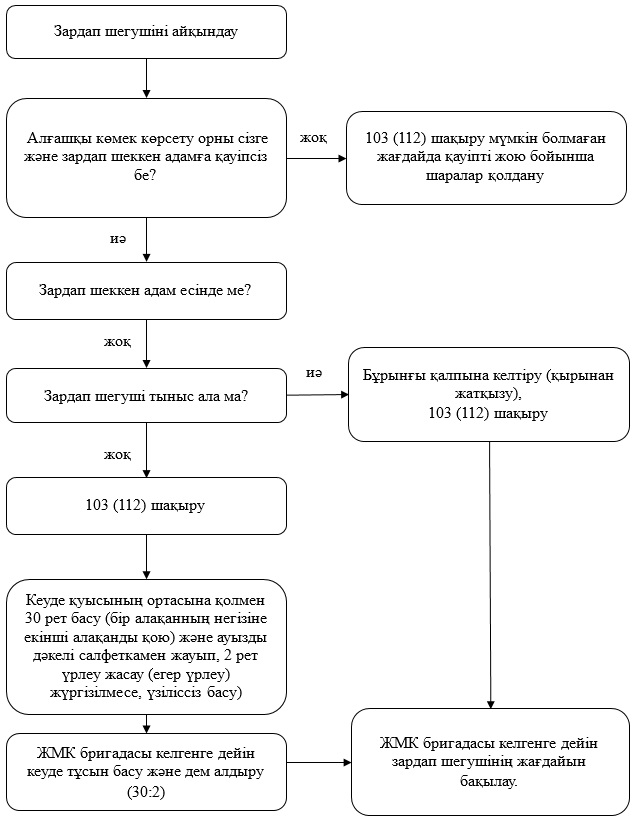 Зардап шегушіні айқындау
Алғашқы көмек көрсету орны сізге
және зардап шеккен адамға қауіпсіз
бе?
жоқ
103 (112) шақыру мүмкін болмаған
жағдайда қауіпті жою бойынша
шаралар қолдану
иә
Зардап шеккен адам есінде ме?
жоқ
Зардап шегуші тыныс ала ма?
иә
Бұрынғы қалпына келтіру (қырынан
жатқызу),
103 (112) шақыру
жоқ
103 (112) шақыру
Кеуде қуысының ортасына қолмен
30 рет басу (бір алақанның негізіне
екінші алақанды қою) және ауызды
дәкелі салфеткамен жауып, 2 рет
үрлеу жасау (егер үрлеу)
жүргізілмесе, үзіліссіз басу)
ЖМК бригадасы келгенге дейін
кеуде тұсын басу және дем алдыру
(30:2)
ЖМК бригадасы келгенге дейін
зардап шегушінің жағдайын
бақылау.